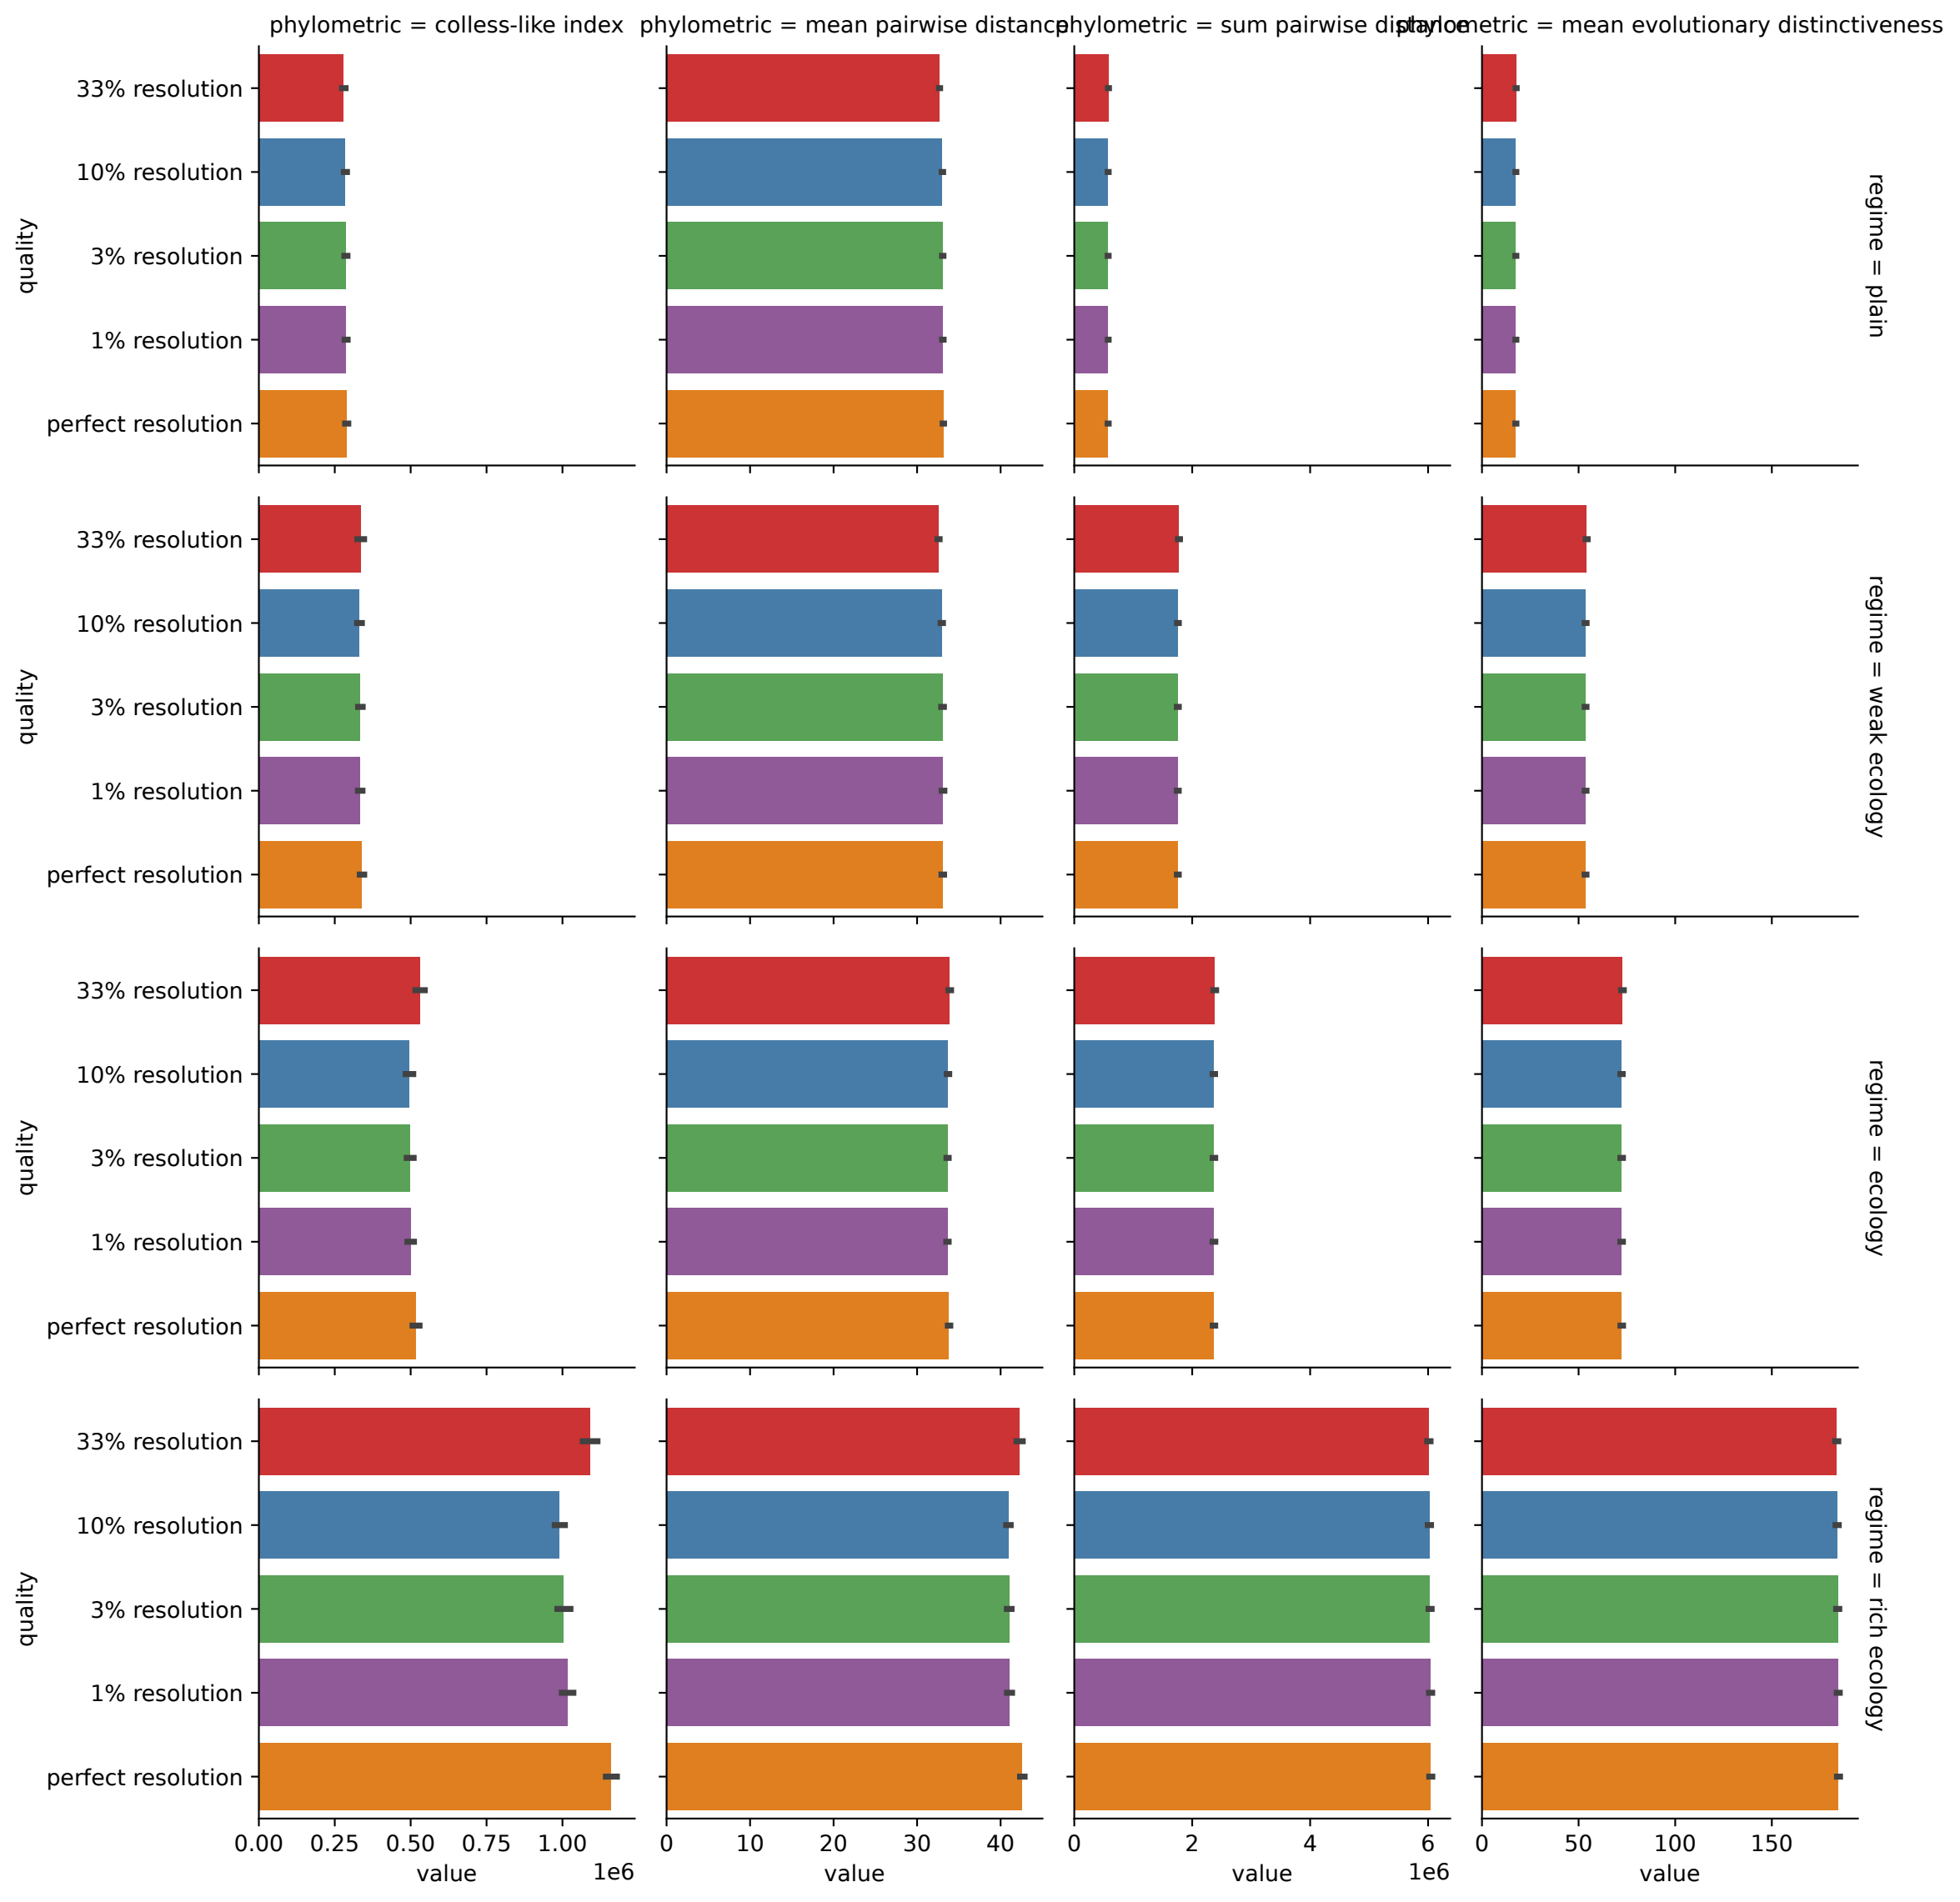 phylometric = colless-like index
phylometric = mean pairwise distance
phylometric = sum pairwise distance
phylometric = mean evolutionary distinctiveness
33% resolution
10% resolution
3% resolution
1% resolution
perfect resolution
quality
regime = plain
33% resolution
10% resolution
3% resolution
1% resolution
perfect resolution
quality
regime = weak ecology
33% resolution
10% resolution
3% resolution
1% resolution
perfect resolution
quality
regime = ecology
33% resolution
10% resolution
3% resolution
1% resolution
perfect resolution
quality
regime = rich ecology
0.00 0.25 0.50 0.75 1.00
1e6
value
0 10 20 30 40
value
0 2 4 6
1e6
value
0 50 100 150
value